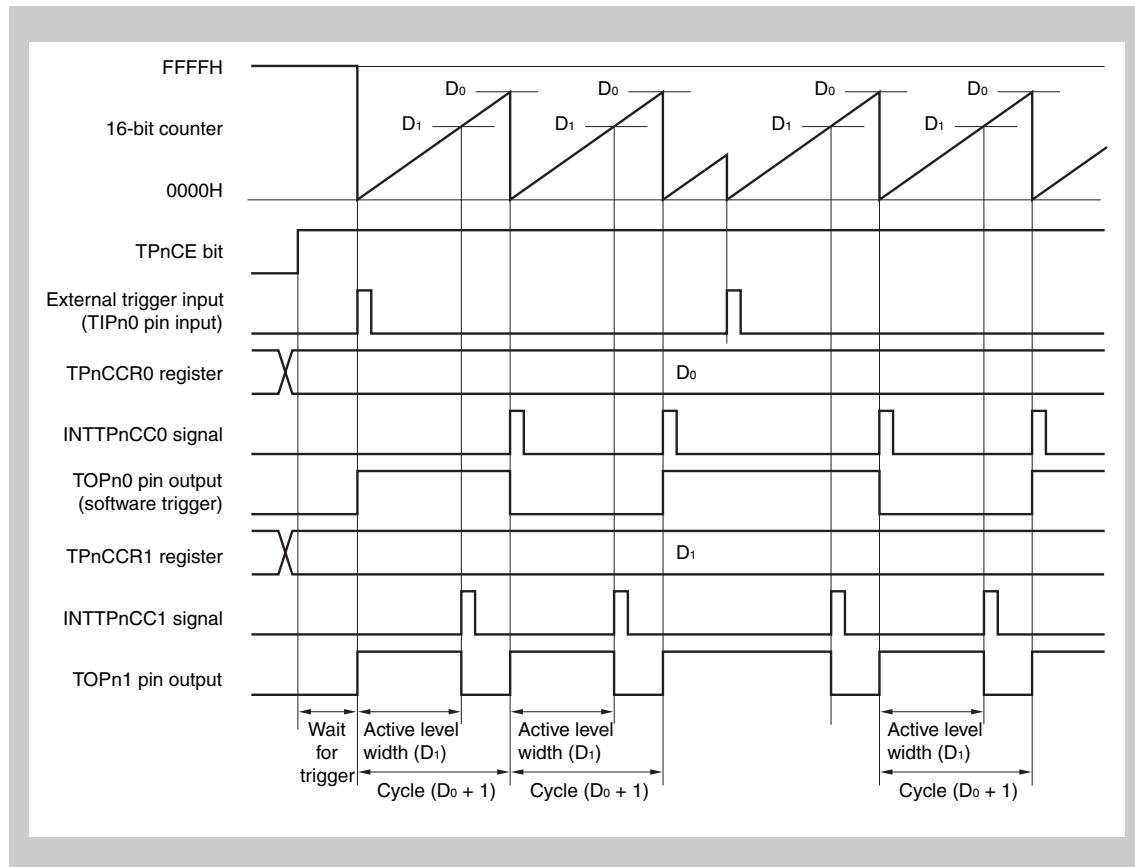 FFFFH
D₀ D₀ D₀ D₀
16-bit counter D₁ D₁ D₁ D₁
0000H
TPnCE bit
External trigger input
(TIPn0 pin input)
TPnCCR0 register D₀
INTTPnCC0 signal
TOPn0 pin output
(software trigger)
TPnCCR1 register D₁
INTTPnCC1 signal
TOPn1 pin output
Wait
for
trigger
Active level
width (D₁)
Active level
width (D₁)
Active level
width (D₁)
Cycle (D₀ + 1) Cycle (D₀ + 1) Cycle (D₀ + 1)